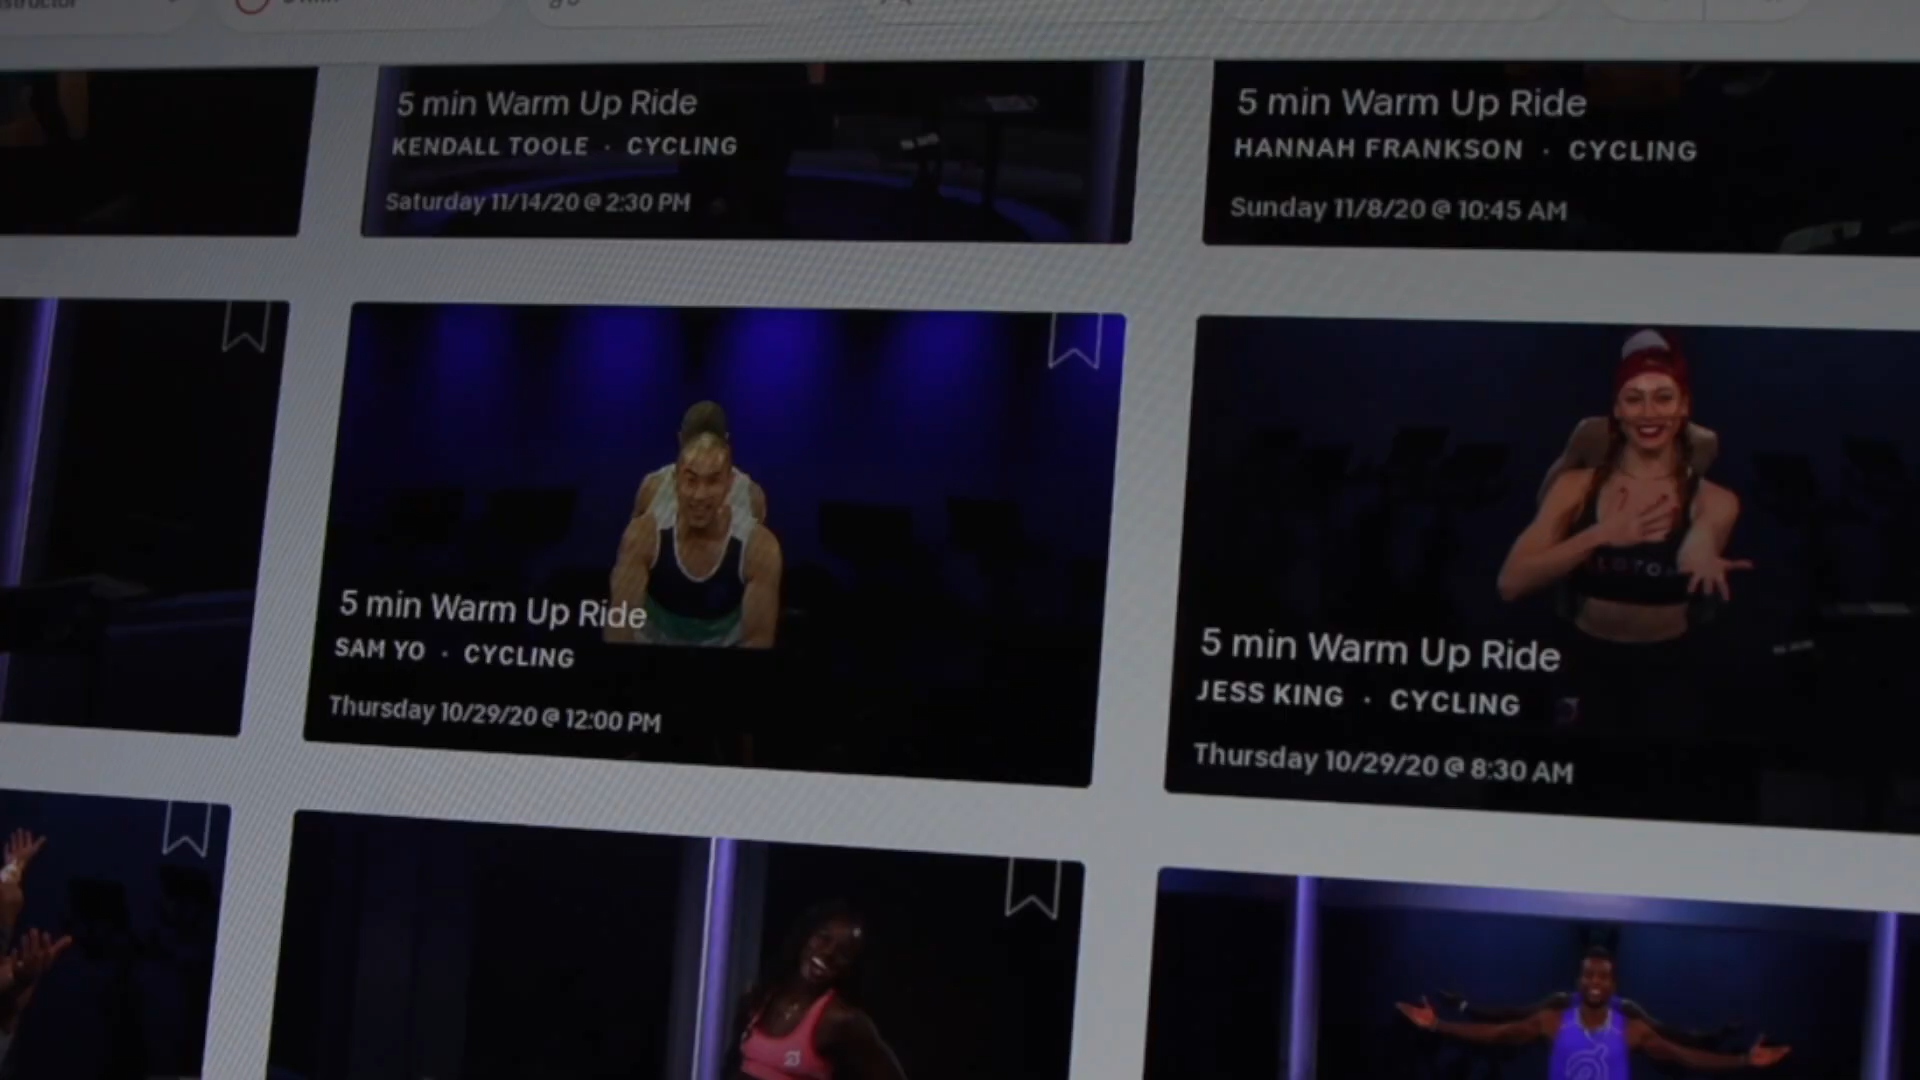 5 min Warm Up Ride
KENDALL TOOLE · CYCLING
Saturday 11/14/20 @ 2:30 PM
5 min Warm Up Ride
HANNAH FRANKSON · CYCLING
Sunday 11/8/20 @ 10:45 AM
5 min Warm Up Ride
SAM YO · CYCLING
Thursday 10/29/20 @ 12:00 PM
5 min Warm Up Ride
JESS KING · CYCLING
Thursday 10/29/20 @ 8:30 AM